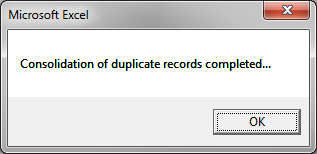 Microsoft Excel
Consolidation of duplicate records completed...
OK